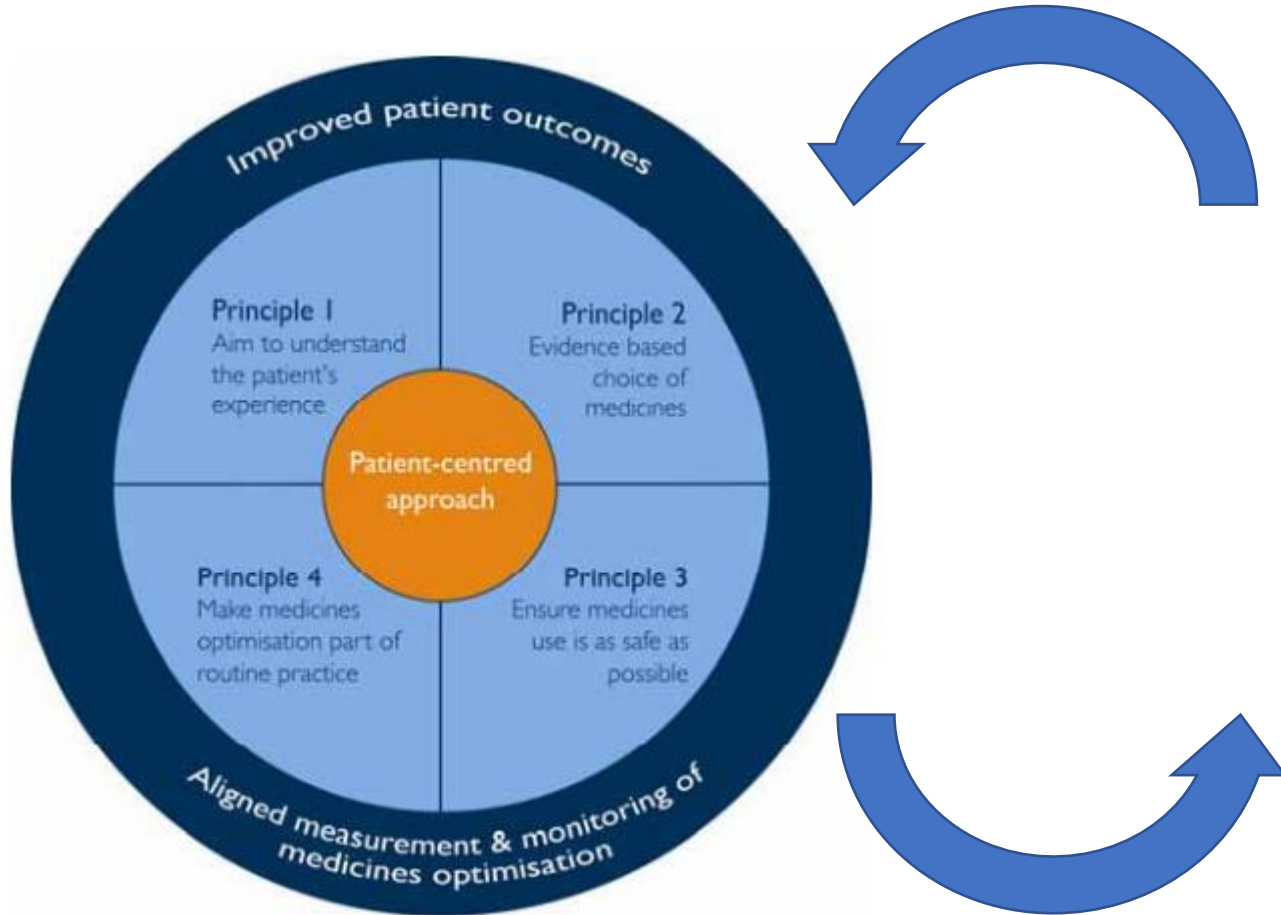 Improved patient outcomes
Principle 1
Aim to understand
the patient's
experience
Principle 2
Evidence based
choice of
medicines
Patient-centred
approach
Principle 4
Make medicines
optimisation part of
routine practice
Principle 3
Ensure medicines
use is as safe as
possible
Aligned measurement & monitoring of
medicines optimisation